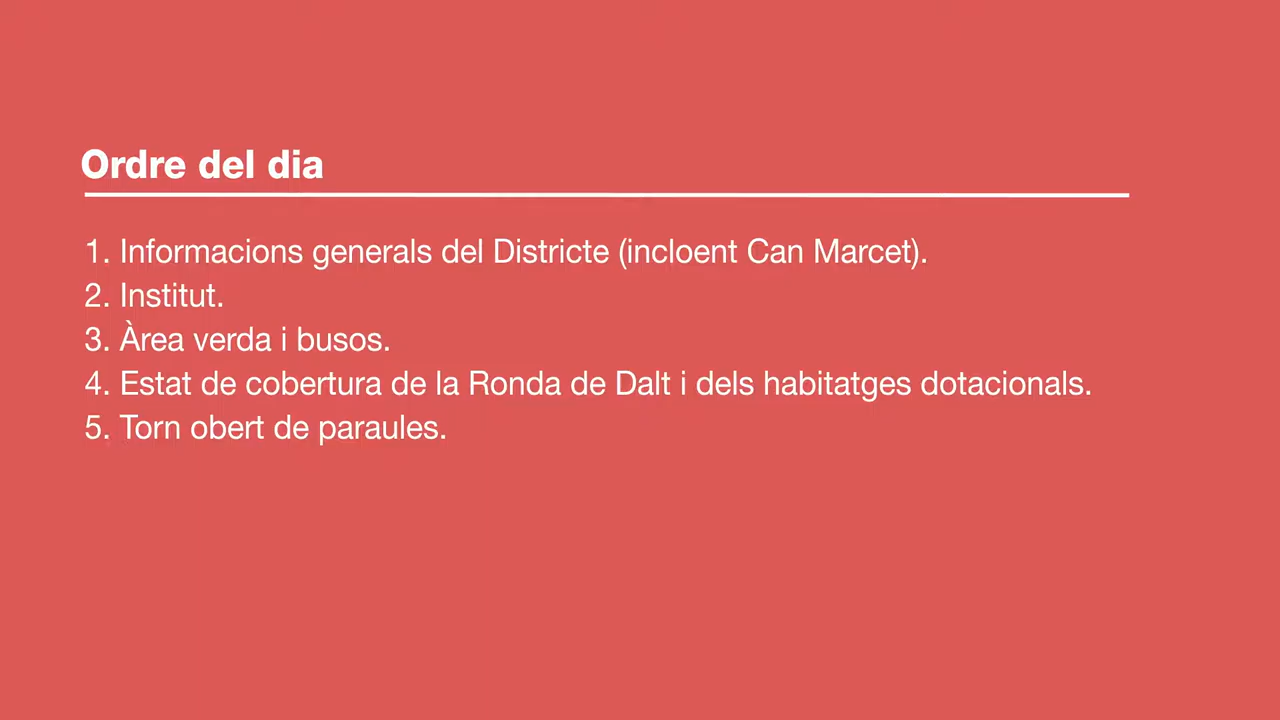 Ordre del dia
1. Informacions generals del Districte (incloent Can Marcet).
2. Institut.
3. Àrea verda i busos.
4. Estat de cobertura de la Ronda de Dalt i dels habitatges dotacionals.
5. Torn obert de paraules.